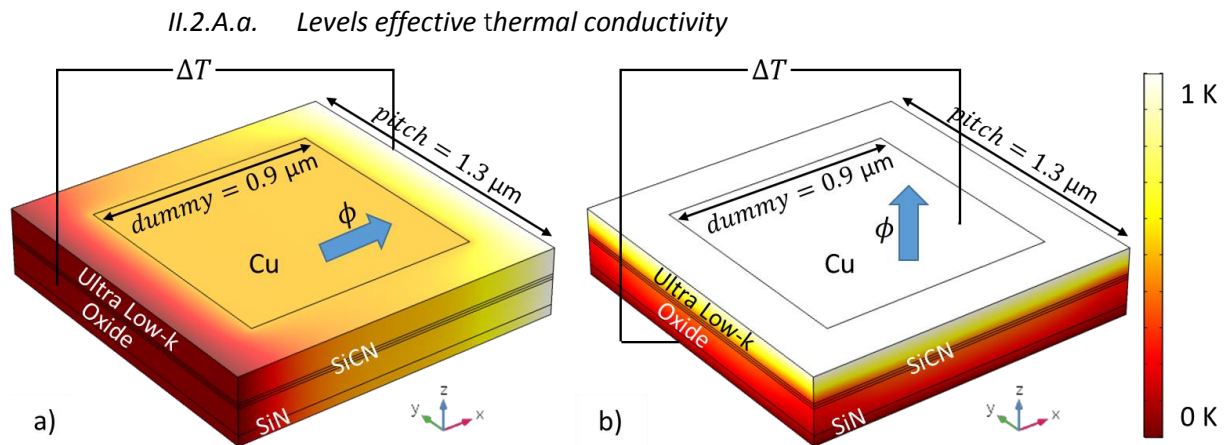 II.2.A.a. Levels effective thermal conductivity
ΔT
pitch = 1.3 μm
dummy = 0.9 μm
ϕ
Cu
Ultra Low-k
Oxide
SiCN
SiN
a)
y
z
x
ΔT
pitch = 1.3 μm
dummy = 0.9 μm
ϕ
Cu
Ultra Low-k
Oxide
SiCN
SiN
b)
y
z
x
1 K
0 K